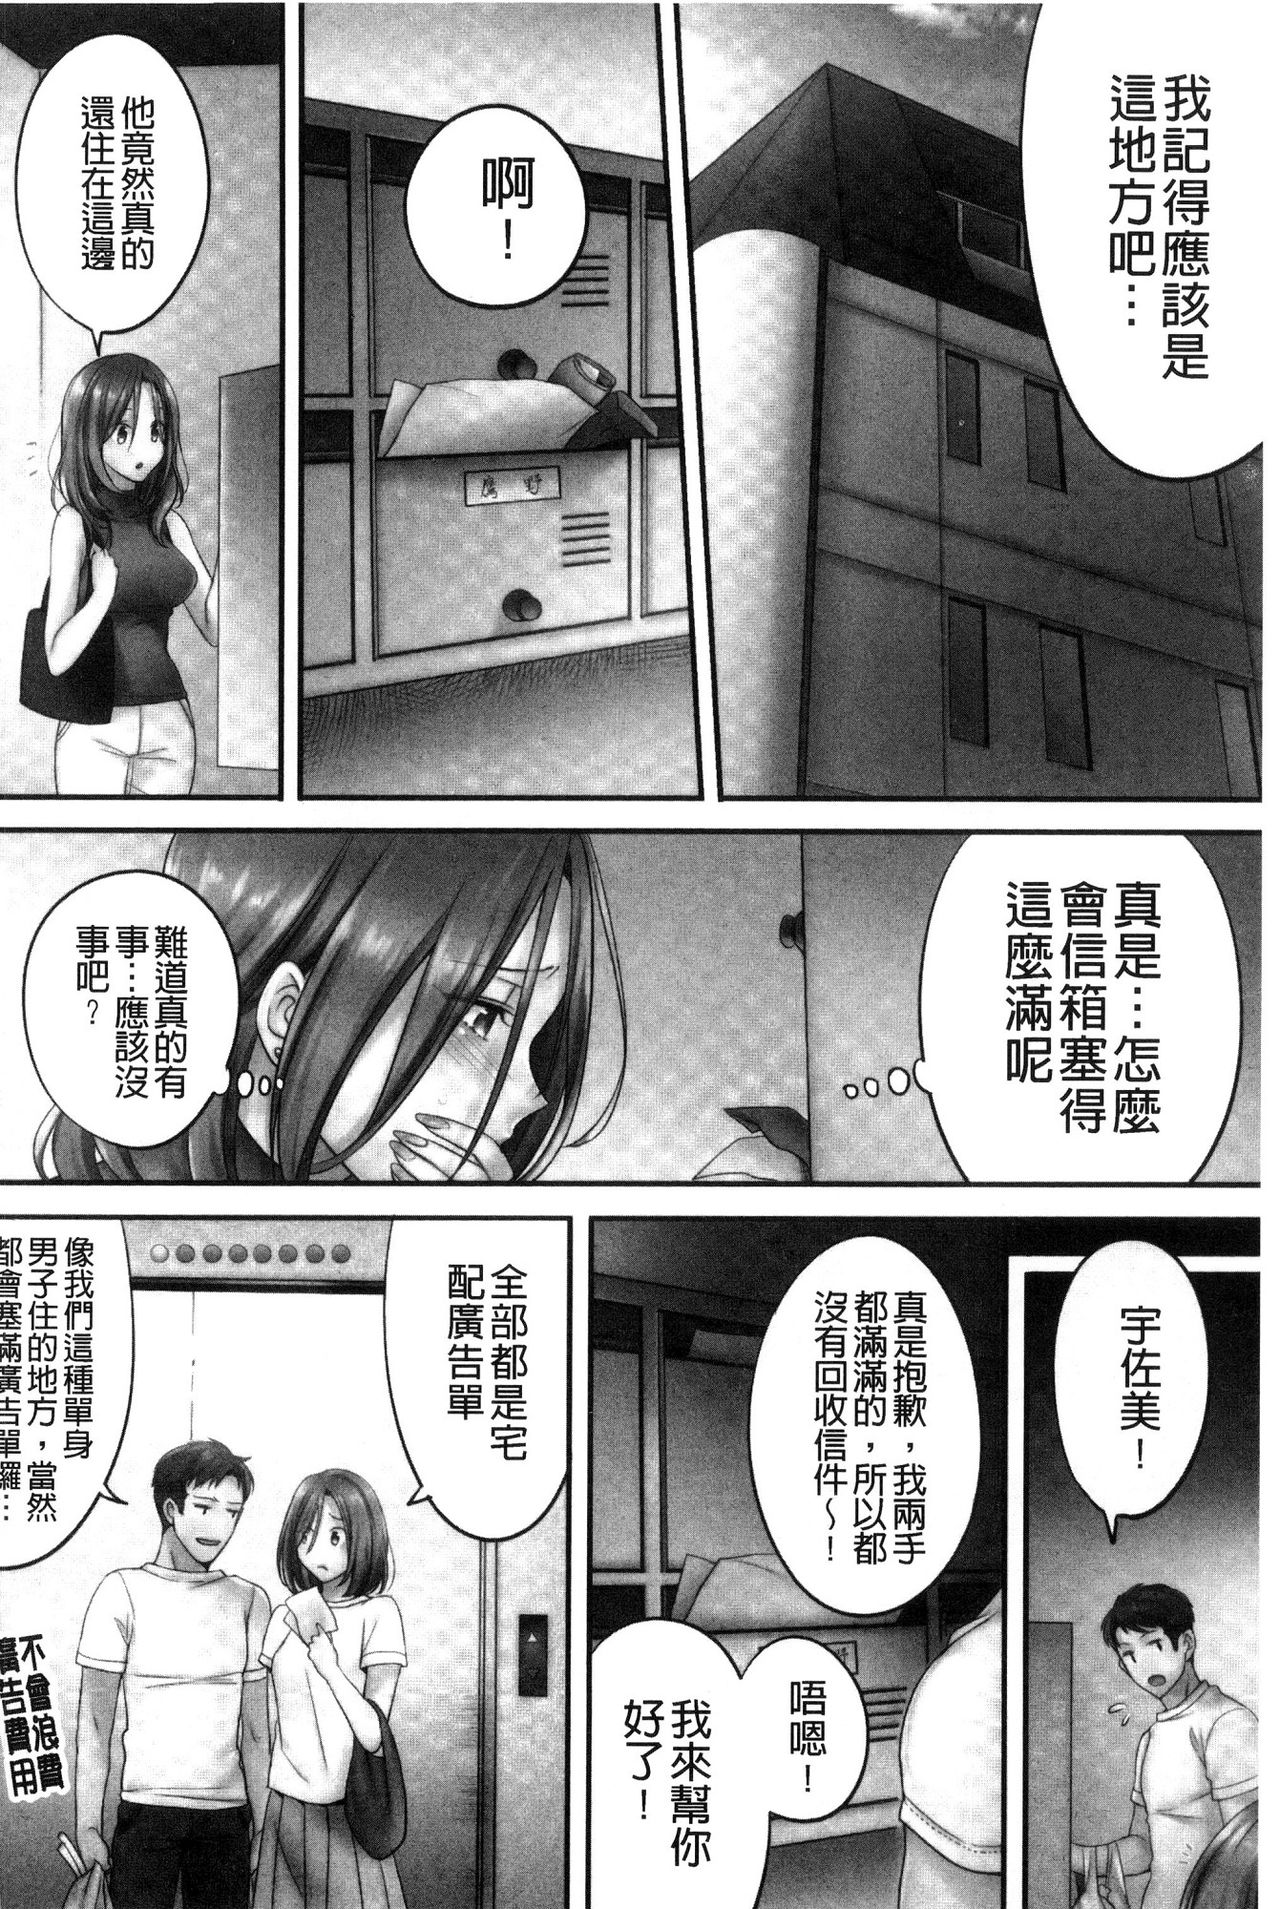 我記得應該是
這地方吧…
啊！
鷹野
他竟然真的
還住在這邊
真是…怎麼
會信箱塞得
這麼滿呢
難道真的有
事…應該沒
事吧？
宇佐美！
真是抱歉，我兩手
都滿滿的，所以都
沒有回收信件～！
唔嗯！
我來幫你
好了！
野
全部都是宅
配廣告單
像我們這種單身
男子住的地方，當然
都會塞滿廣告單囉…
不會浪費
廣告費用